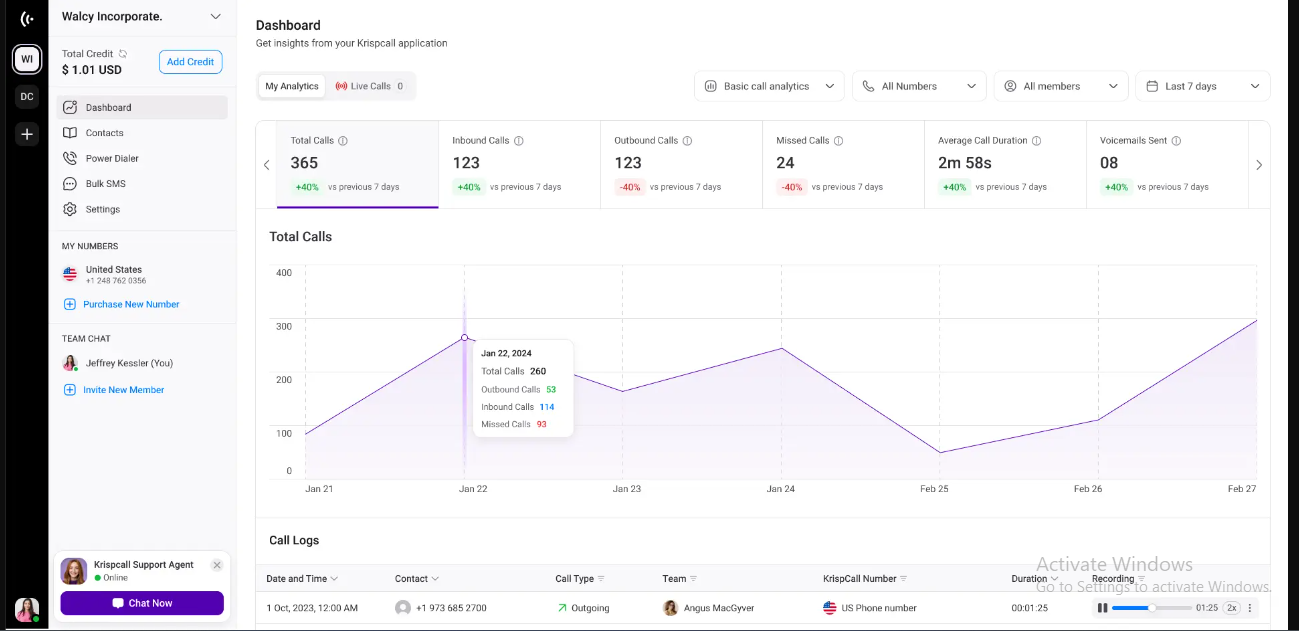 Walcy Incorporate.
Total Credit
$ 1.01 USD
Add Credit
WI
DC
Dashboard
Contacts
Power Dialer
Bulk SMS
Settings
MY NUMBERS
United States
+1 248 762 0356
Purchase New Number
TEAM CHAT
Jeffrey Kessler (You)
Invite New Member
Krispcall Support Agent
Online
Chat Now
Dashboard
Get insights from your Krispcall application
My Analytics Live Calls 0
Basic call analytics All Numbers All members Last 7 days
Total Calls Inbound Calls Outbound Calls Missed Calls Average Call Duration Voicemails Sent
365 123 123 24 2m 58s 08
+40% vs previous 7 days +40% vs previous 7 days -40% vs previous 7 days -40% vs previous 7 days +40% vs previous 7 days +40% vs previous 7 days
Total Calls
400
300
200
100
0
Jan 22, 2024
Total Calls 260
Outbound Calls 53
Inbound Calls 114
Missed Calls 93
Jan 21 Jan 22 Jan 23 Jan 24 Feb 25 Feb 26 Feb 27
Call Logs
Activate Windows
Go to Settings to activate Windows.
Date and Time Contact Call Type Team KrispCall Number Duration Recording
1 Oct, 2023, 12:00 AM +1 973 685 2700 Outgoing Angus MacGyver US Phone number 00:01:25 01:25 2x